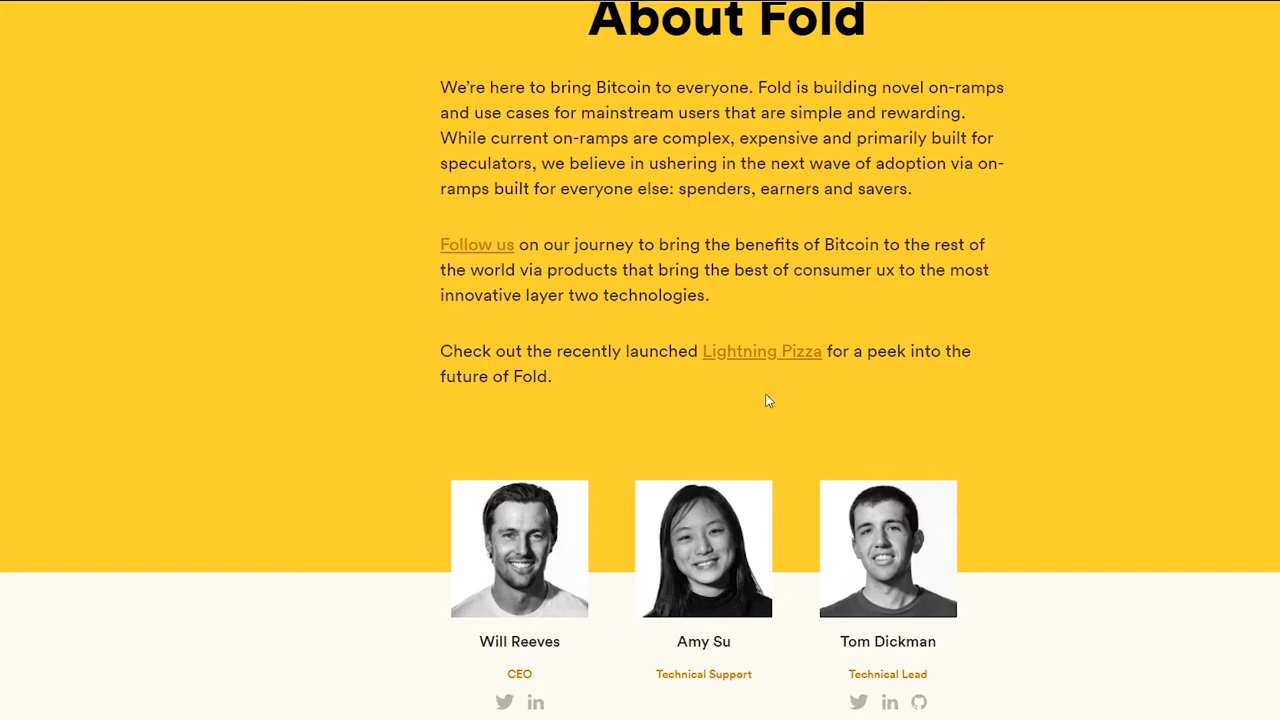 About Fold
We're here to bring Bitcoin to everyone. Fold is building novel on-ramps
and use cases for mainstream users that are simple and rewarding.
While current on-ramps are complex, expensive and primarily built for
speculators, we believe in ushering in the next wave of adoption via on-
ramps built for everyone else: spenders, earners and savers.
Follow us on our journey to bring the benefits of Bitcoin to the rest of
the world via products that bring the best of consumer ux to the most
innovative layer two technologies.
Check out the recently launched Lightning Pizza for a peek into the
future of Fold.
Will Reeves
CEO
Amy Su
Technical Support
Tom Dickman
Technical Lead